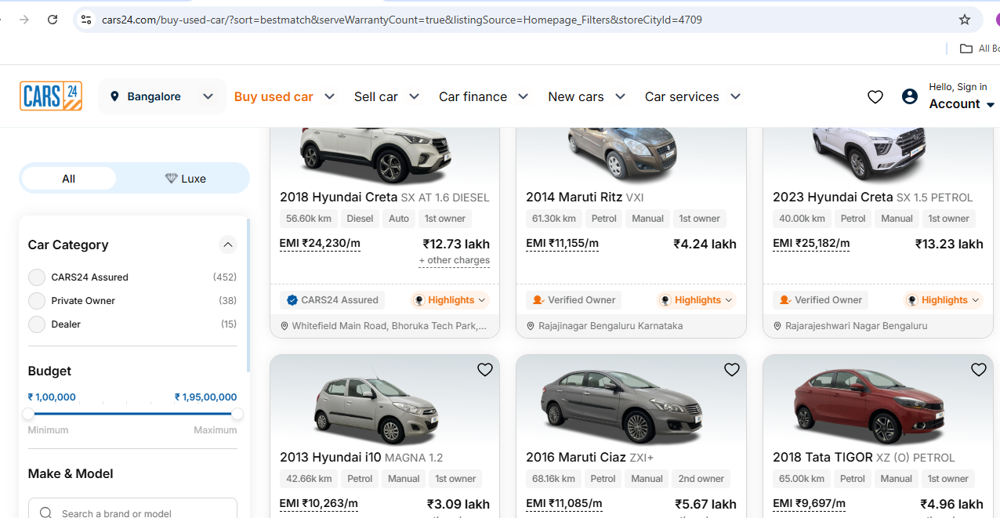 cars24.com/buy-used-car/?sort=bestmatch&serveWarrantyCount=true&listingSource=Homepage_Filters&storeCityId=4709
All Bo
CARS 24
Bangalore
Buy used car
Sell car
Car finance
New cars
Car services
Hello, Sign in
Account
All
Luxe
Car Category
CARS24 Assured (452)
Private Owner (38)
Dealer (15)
Budget
₹ 1,00,000 ₹ 1,95,00,000
Minimum Maximum
Make & Model
Search a brand or model
2018 Hyundai Creta SX AT 1.6 DIESEL
56.60k km Diesel Auto 1st owner
EMI ₹24,230/m ₹12.73 lakh
+ other charges
CARS24 Assured Highlights
Whitefield Main Road, Bhoruka Tech Park,...
2014 Maruti Ritz VXI
61.30k km Petrol Manual 1st owner
EMI ₹11,155/m ₹4.24 lakh
Verified Owner Highlights
Rajajinagar Bengaluru Karnataka
2023 Hyundai Creta SX 1.5 PETROL
40.00k km Petrol Manual 1st owner
EMI ₹25,182/m ₹13.23 lakh
Verified Owner Highlights
Rajarajeshwari Nagar Bengaluru
2013 Hyundai i10 MAGNA 1.2
42.66k km Petrol Manual 1st owner
EMI ₹10,263/m ₹3.09 lakh
2016 Maruti Ciaz ZXI+
68.16k km Petrol Manual 2nd owner
EMI ₹11,085/m ₹5.67 lakh
2018 Tata TIGOR XZ (O) PETROL
65.00k km Petrol Manual 1st owner
EMI ₹9,697/m ₹4.96 lakh